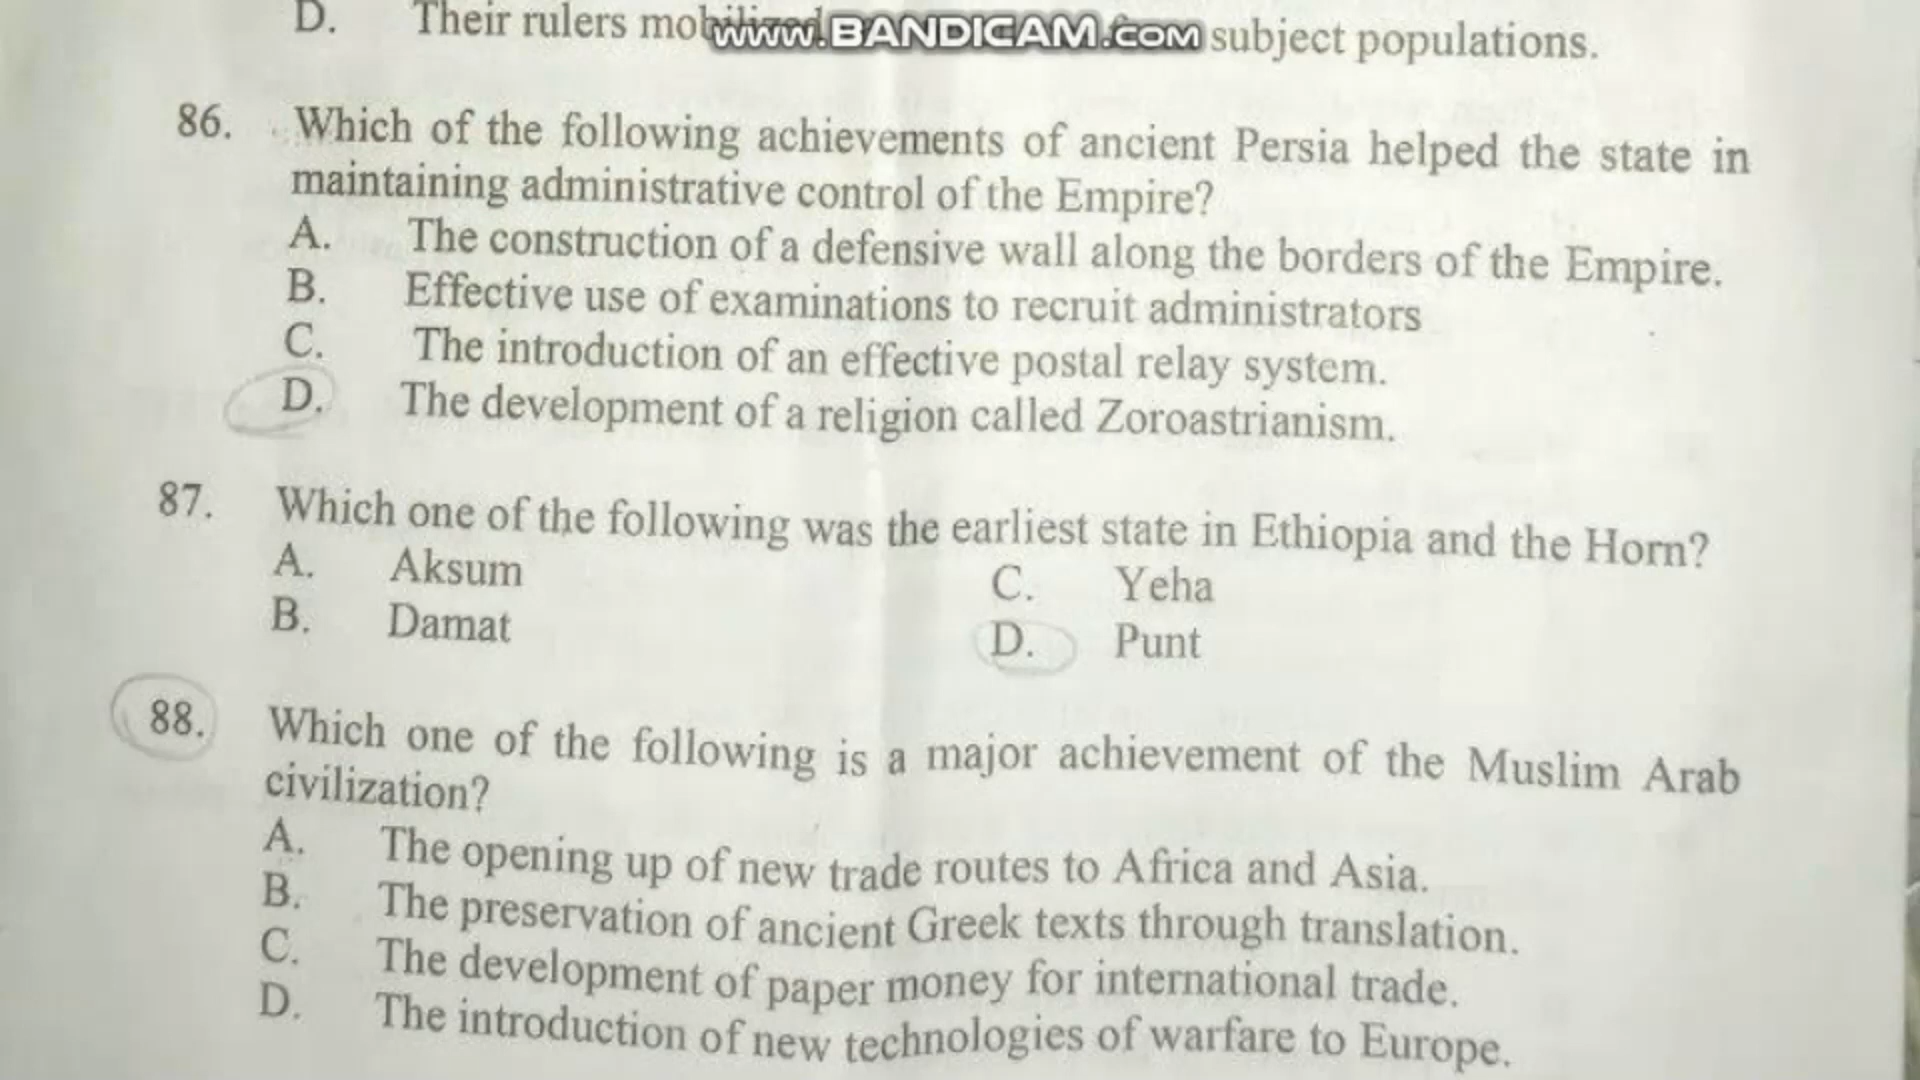 D. Their rulers mobilized www.BANDICAM.com subject populations.
86. Which of the following achievements of ancient Persia helped the state in
maintaining administrative control of the Empire?
A. The construction of a defensive wall along the borders of the Empire.
B. Effective use of examinations to recruit administrators
C. The introduction of an effective postal relay system.
D. The development of a religion called Zoroastrianism.
87. Which one of the following was the earliest state in Ethiopia and the Horn?
A. Aksum C. Yeha
B. Damat D. Punt
88. Which one of the following is a major achievement of the Muslim Arab
civilization?
A. The opening up of new trade routes to Africa and Asia.
B. The preservation of ancient Greek texts through translation.
C. The development of paper money for international trade.
D. The introduction of new technologies of warfare to Europe.